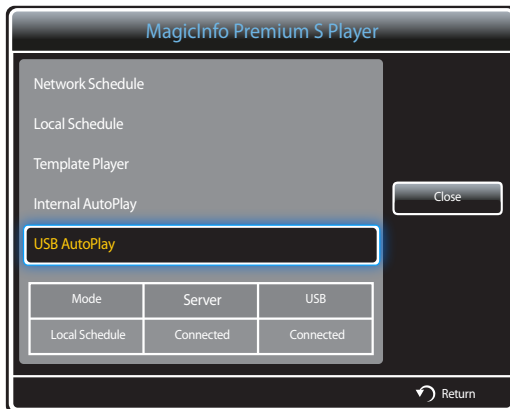 MagicInfo Premium S Player
Network Schedule
Local Schedule
Template Player
Internal AutoPlay
Close
USB AutoPlay
Mode Server USB
Local Schedule Connected Connected
Return